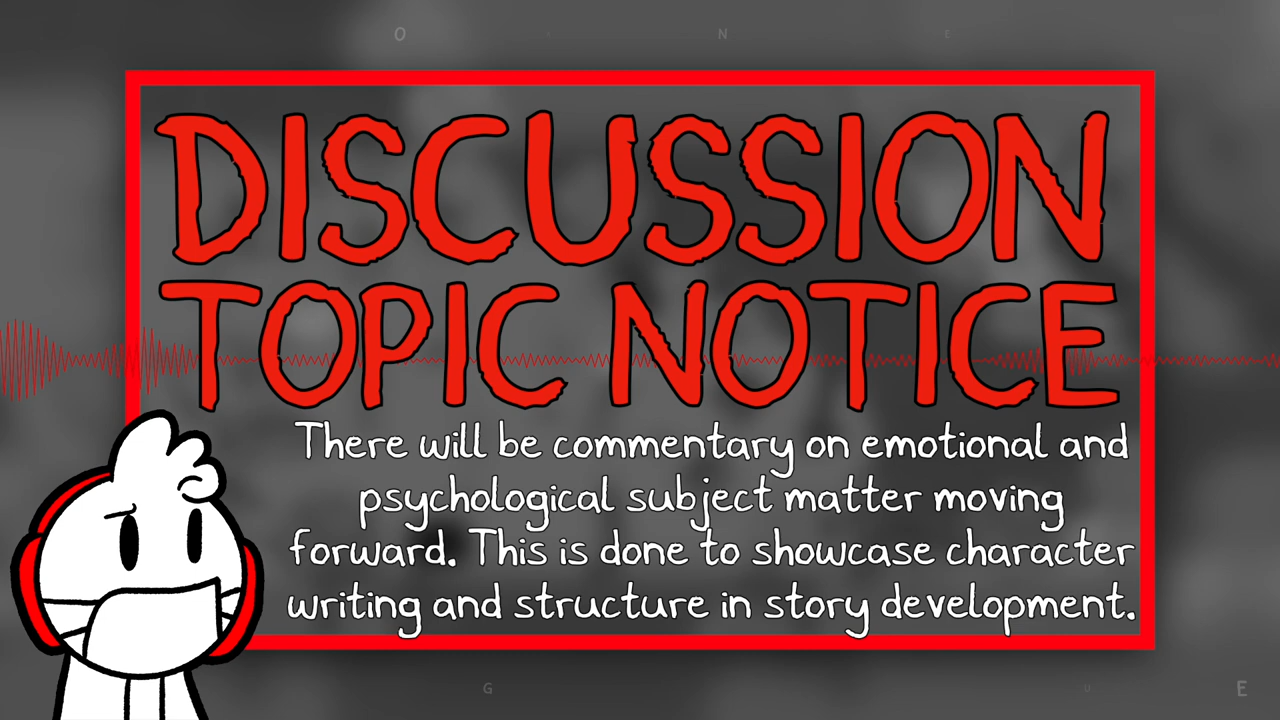 O N E
DISCUSSION
TOPIC NOTICE
There will be commentary on emotional and
psychological subject matter moving
forward. This is done to showcase character
writing and structure in story development.
G U E